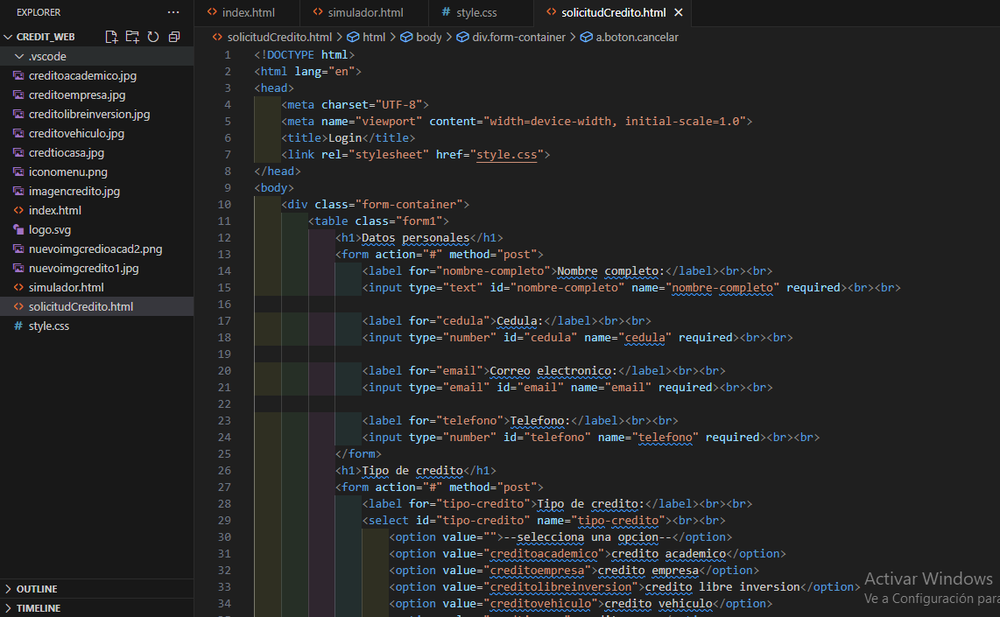 EXPLORER ···
CREDIT_WEB
.vscode
creditoacademico.jpg
creditoempresa.jpg
creditolibreinversion.jpg
creditovehiculo.jpg
credtiocasa.jpg
iconomenu.png
imagencredito.jpg
index.html
logo.svg
nuevoimgcredioacad2.png
nuevoimgcredito1.jpg
simulador.html
solicitudCredito.html
style.css
OUTLINE
TIMELINE
index.html simulador.html style.css solicitudCredito.html
solicitudCredito.html > html > body > div.form-container > a.boton.cancelar
1 <!DOCTYPE html>
2 <html lang="en">
3 <head>
4 <meta charset="UTF-8">
5 <meta name="viewport" content="width=device-width, initial-scale=1.0">
6 <title>Login</title>
7 <link rel="stylesheet" href="style.css">
8 </head>
9 <body>
10 <div class="form-container">
11 <table class="form1">
12 <h1>Datos personales</h1>
13 <form action="#" method="post">
14 <label for="nombre-completo">Nombre completo:</label><br><br>
15 <input type="text" id="nombre-completo" name="nombre-completo" required><br><br>
16
17 <label for="cedula">Cedula:</label><br><br>
18 <input type="number" id="cedula" name="cedula" required><br><br>
19
20 <label for="email">Correo electronico:</label><br><br>
21 <input type="email" id="email" name="email" required><br><br>
22
23 <label for="telefono">Telefono:</label><br><br>
24 <input type="number" id="telefono" name="telefono" required><br><br>
25 </form>
26 <h1>Tipo de credito</h1>
27 <form action="#" method="post">
28 <label for="tipo-credito">Tipo de credito:</label><br><br>
29 <select id="tipo-credito" name="tipo-credito"><br><br>
30 <option value="">--selecciona una opcion--</option>
31 <option value="creditoacademico">credito academico</option>
32 <option value="creditoempresa">credito empresa</option>
33 <option value="creditolibreinversion">credito libre inversion</option>
34 <option value="creditovehiculo">credito vehiculo</option>
Activar Windows
Ve a Configuración para